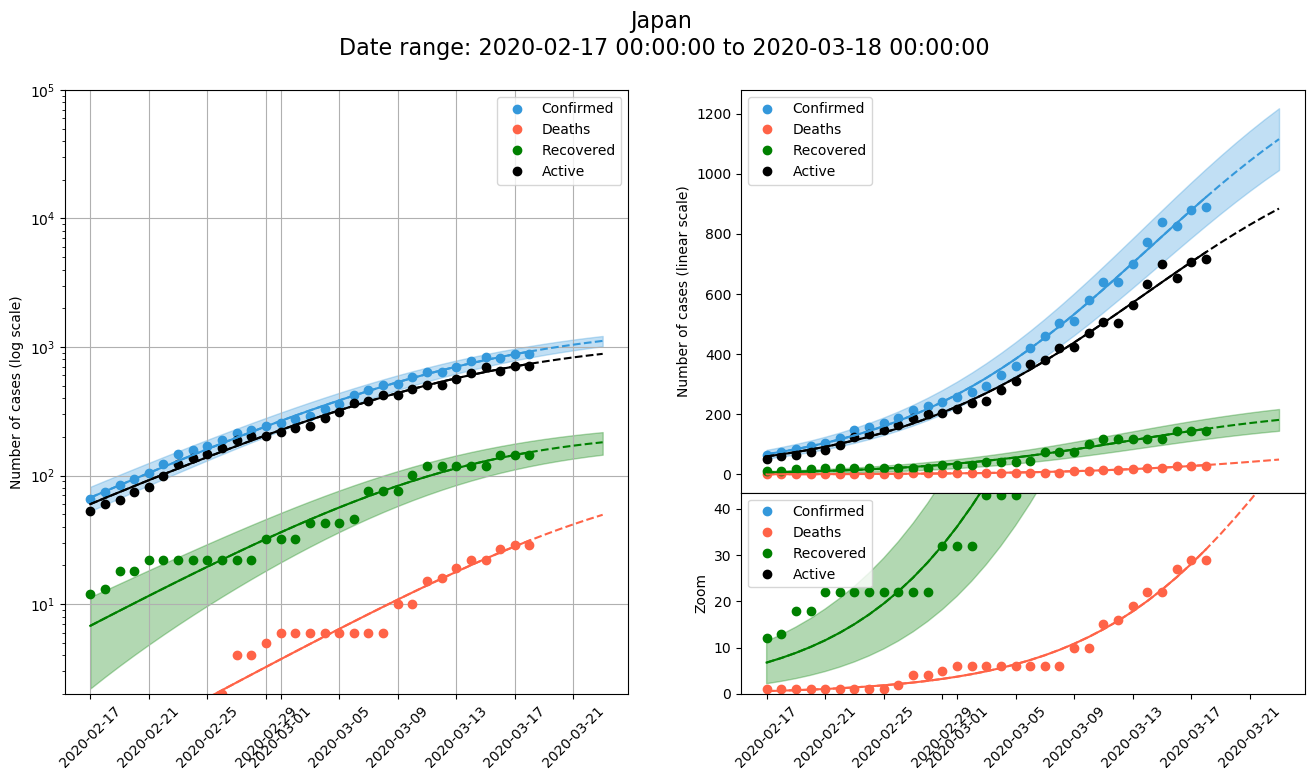 Japan
Date range: 2020-02-17 00:00:00 to 2020-03-18 00:00:00
Number of cases (log scale)
10^5
10^4
10^3
10^2
10^1
Confirmed
Deaths
Recovered
Active
2020-02-17
2020-02-21
2020-02-25
2020-02-29
2020-03-01
2020-03-05
2020-03-09
2020-03-13
2020-03-17
2020-03-21
Number of cases (linear scale)
1200
1000
800
600
400
200
0
Confirmed
Deaths
Recovered
Active
Zoom
40
30
20
10
0
Confirmed
Deaths
Recovered
Active
2020-02-17
2020-02-21
2020-02-25
2020-02-29
2020-03-01
2020-03-05
2020-03-09
2020-03-13
2020-03-17
2020-03-21